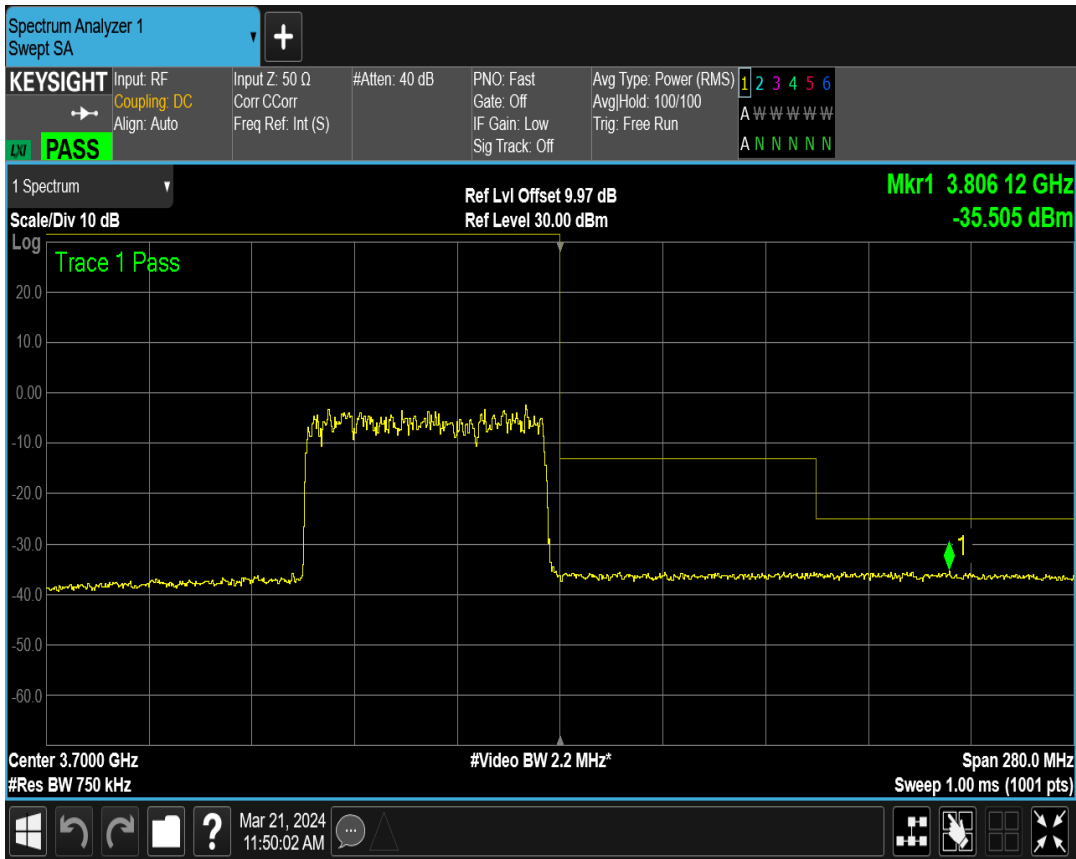 Spectrum Analyzer 1
Swept SA
+
KEYSIGHT
LXI PASS
Input: RF
Coupling: DC
Align: Auto
Input Z: 50 Ω
Corr CCorr
Freq Ref: Int (S)
#Atten: 40 dB
PNO: Fast
Gate: Off
IF Gain: Low
Sig Track: Off
Avg Type: Power (RMS)
Avg|Hold: 100/100
Trig: Free Run
1 2 3 4 5 6
A W W W W W
A N N N N N
1 Spectrum
Scale/Div 10 dB
Ref Lvl Offset 9.97 dB
Ref Level 30.00 dBm
Mkr1 3.806 12 GHz
-35.505 dBm
Log
Trace 1 Pass
20.0
10.0
0.00
-10.0
-20.0
-30.0
1
-40.0
-50.0
-60.0
Center 3.7000 GHz
#Video BW 2.2 MHz*
Span 280.0 MHz
#Res BW 750 kHz
Sweep 1.00 ms (1001 pts)
?
Mar 21, 2024
11:50:02 AM